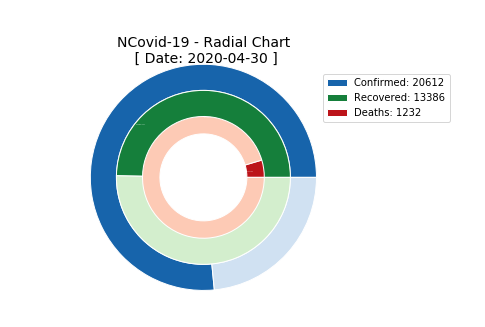 NCovid-19 - Radial Chart
[ Date: 2020-04-30 ]
Confirmed: 20612
Recovered: 13386
Deaths: 1232